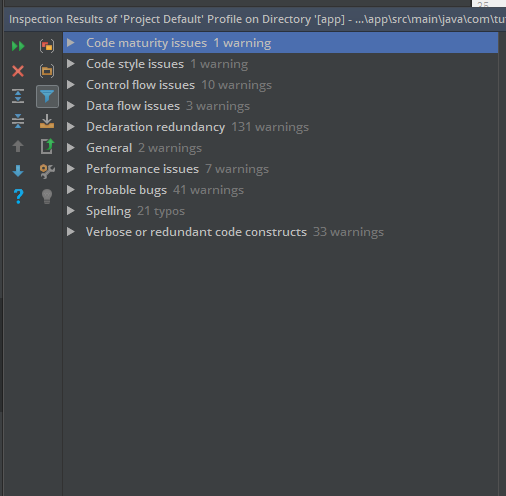 Inspection Results of 'Project Default' Profile on Directory '[app] - ...\app\src\main\java\com\tu
Code maturity issues 1 warning
Code style issues 1 warning
Control flow issues 10 warnings
Data flow issues 3 warnings
Declaration redundancy 131 warnings
General 2 warnings
Performance issues 7 warnings
Probable bugs 41 warnings
Spelling 21 typos
Verbose or redundant code constructs 33 warnings